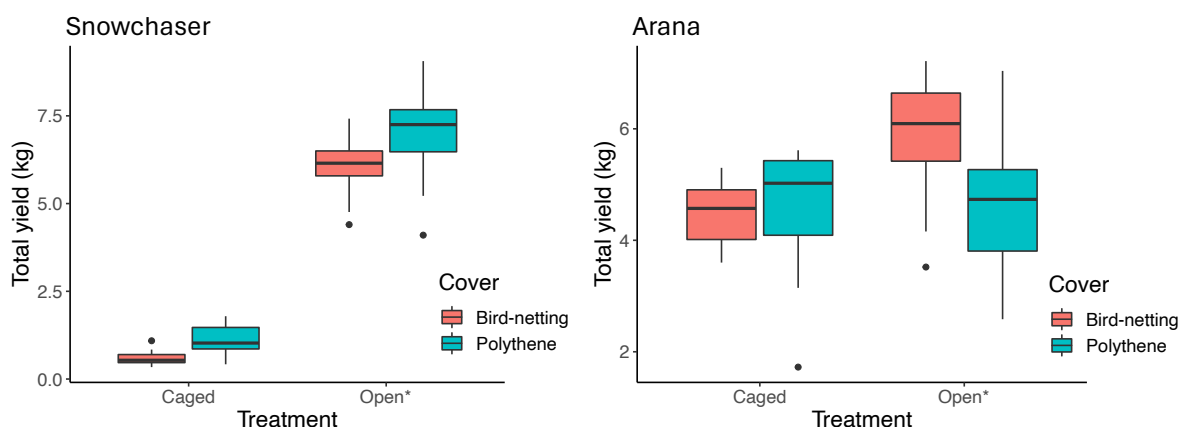 Snowchaser
Total yield (kg)
7.5
5.0
2.5
0.0
Cover
Bird-netting
Polythene
Caged
Open*
Treatment
Arana
Total yield (kg)
6
4
2
Cover
Bird-netting
Polythene
Caged
Open*
Treatment